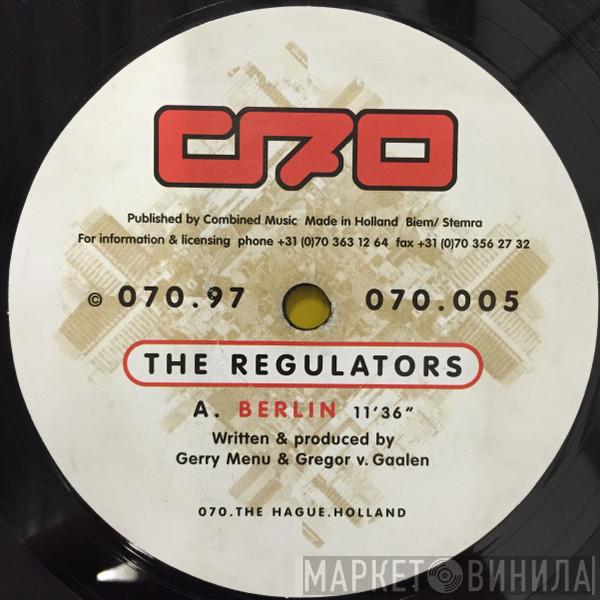 070
Published by Combined Music Made in Holland Biem/ Stemra
For information & licensing phone +31 (0)70 363 12 64 fax +31 (0)70 356 27 32
© 070.97 070.005
THE REGULATORS
A. BERLIN 11'36"
Written & produced by
Gerry Menu & Gregor v. Gaalen
070.THE HAGUE.HOLLAND
МАРКЕТ ВИНИЛА